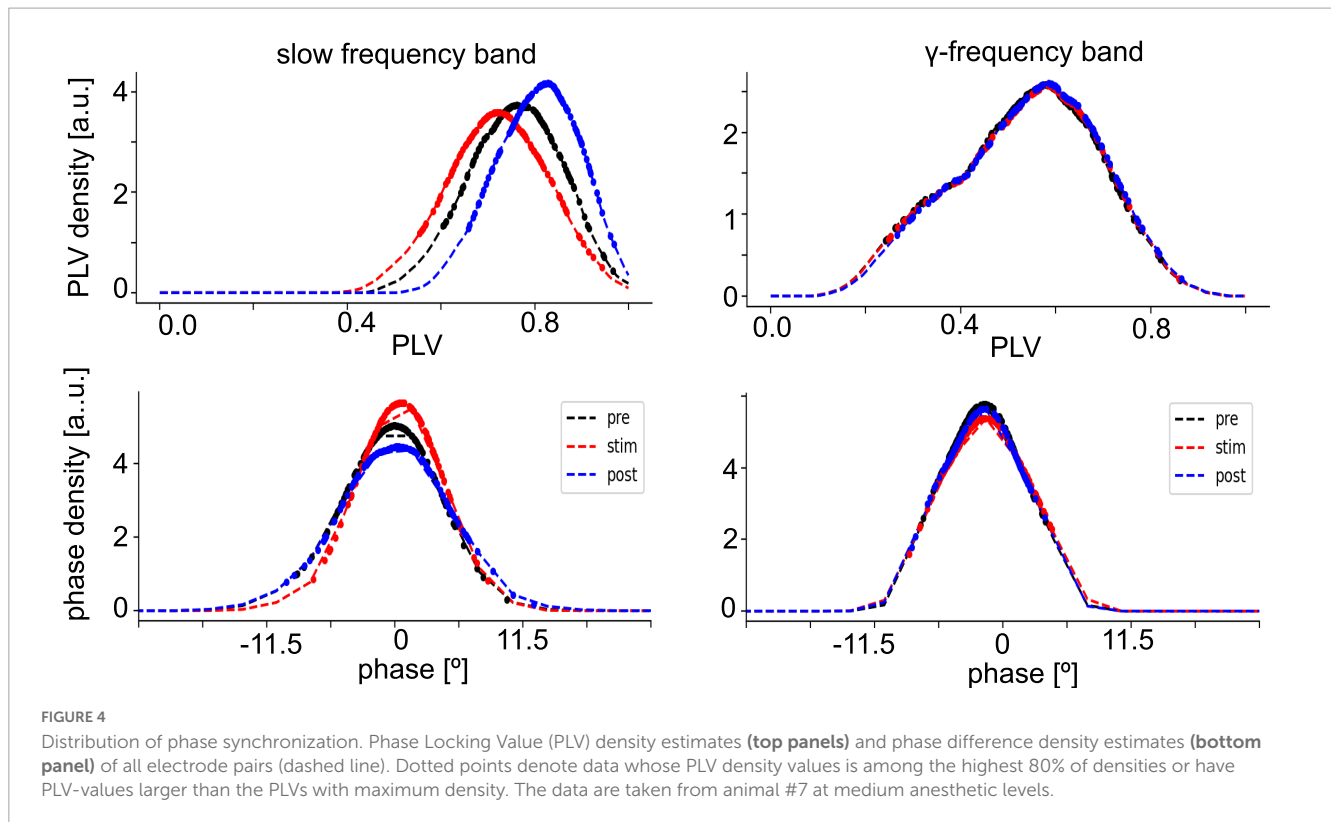 slow frequency band
γ-frequency band
PLV density [a.u.]
4
2
0
0.0
0.4
0.8
PLV
2
1
0
0.0
0.4
0.8
PLV
phase density [a..u.]
4
2
0
-11.5
0
11.5
phase [º]
pre
stim
post
4
2
0
-11.5
0
11.5
phase [º]
pre
stim
post
FIGURE 4
Distribution of phase synchronization. Phase Locking Value (PLV) density estimates (top panels) and phase difference density estimates (bottom
panel) of all electrode pairs (dashed line). Dotted points denote data whose PLV density values is among the highest 80% of densities or have
PLV-values larger than the PLVs with maximum density. The data are taken from animal #7 at medium anesthetic levels.